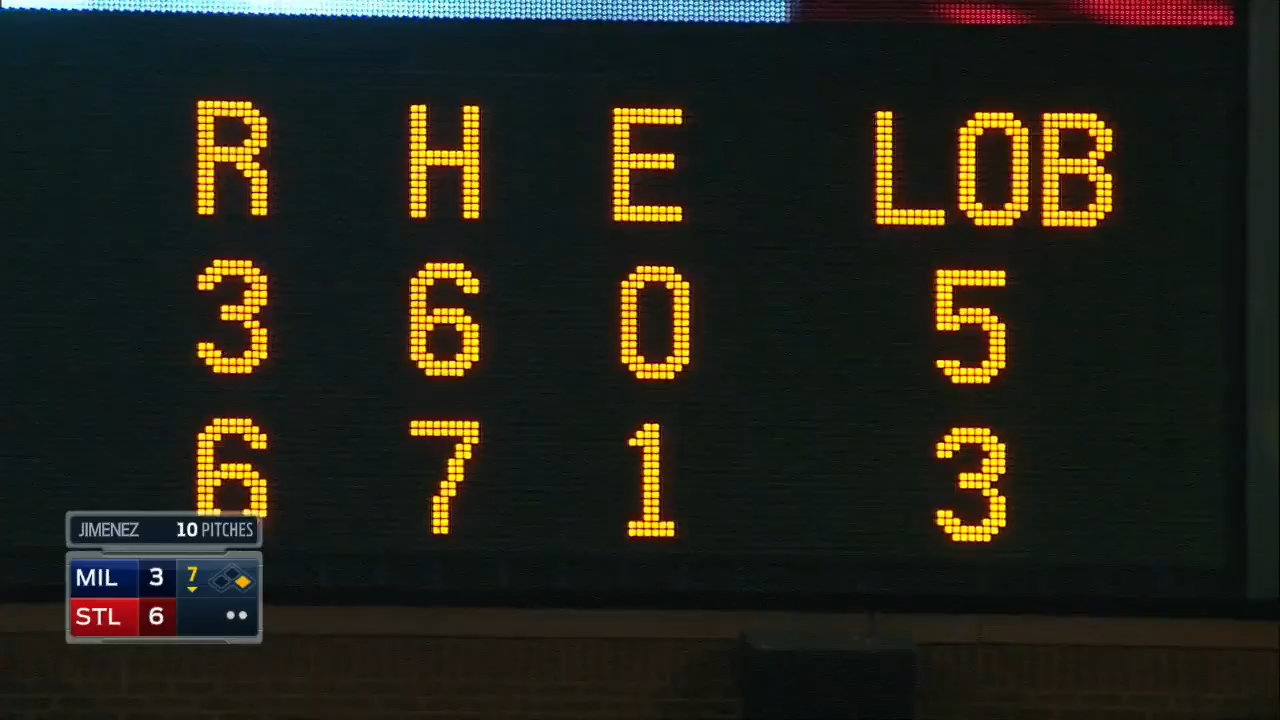 R H E LOB
3 6 0 5
6 7 1 3
JIMENEZ 10 PITCHES
MIL 3 7
STL 6